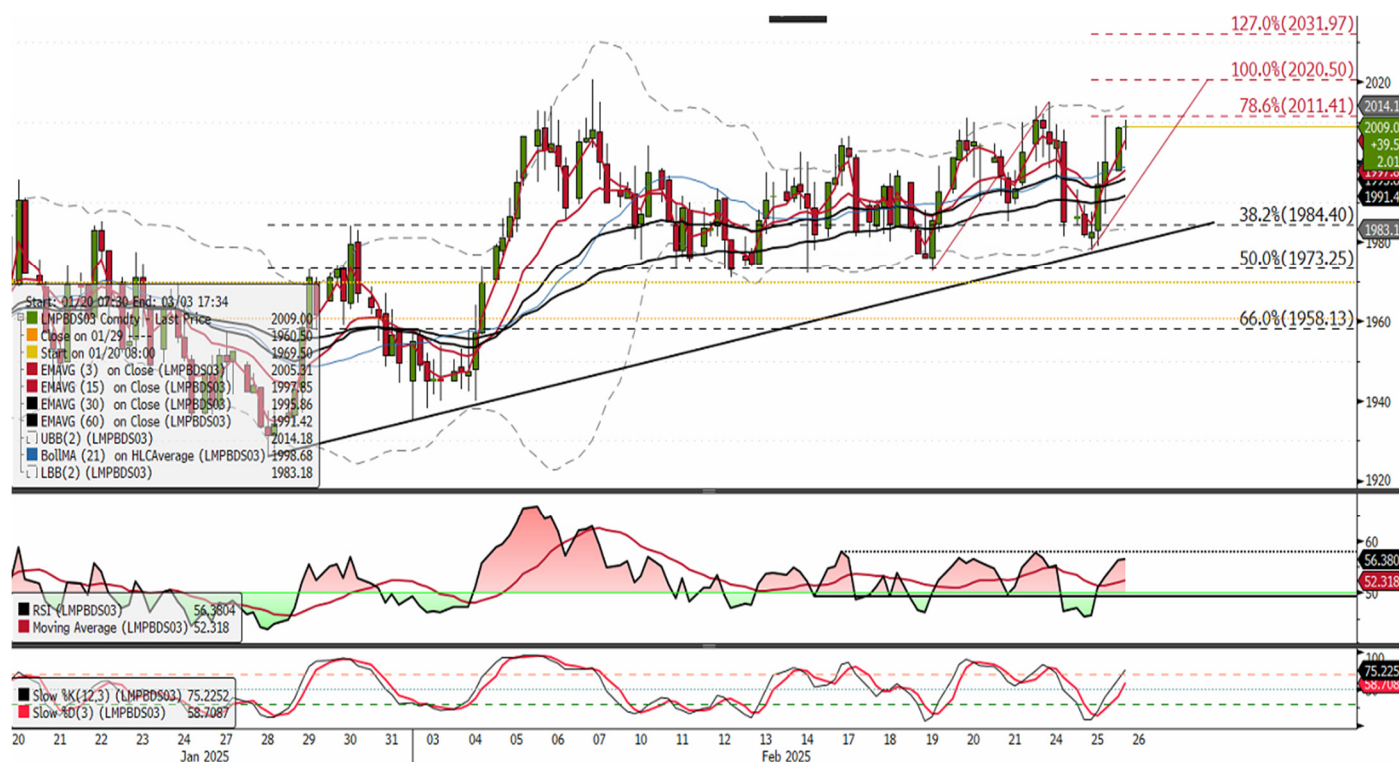 127.0%(2031.97)
100.0%(2020.50)
2020
2014.1
78.6%(2011.41)
2009.0
+39.5
2.01
1991.4
38.2%(1984.40)
1983.1
1980
50.0%(1973.25)
1960
66.0%(1958.13)
1940
1920
Start: 01/20 07:30 End: 03/03 17:34
LMPBDS03 Comdty - Last Price 2009.00
Close on 01/29 ---- 1960.50
Start on 01/20 08:00 1969.50
EMAVG (3) on Close (LMPBDS03) 2005.31
EMAVG (15) on Close (LMPBDS03) 1997.85
EMAVG (30) on Close (LMPBDS03) 1995.86
EMAVG (60) on Close (LMPBDS03) 1991.42
UBB(2) (LMPBDS03) 2014.18
BollMA (21) on HLCAverage (LMPBDS03) 1998.68
LBB(2) (LMPBDS03) 1983.18
60
56.380
52.318
50
RSI (LMPBDS03) 56.3804
Moving Average (LMPBDS03) 52.318
100
75.225
58.708
Slow %K(12,3) (LMPBDS03) 75.2252
Slow %D(3) (LMPBDS03) 58.7087
20 21 22 23 24 27 28 29 30 31 03 04 05 06 07 10 11 12 13 14 17 18 19 20 21 24 25 26
Jan 2025 Feb 2025